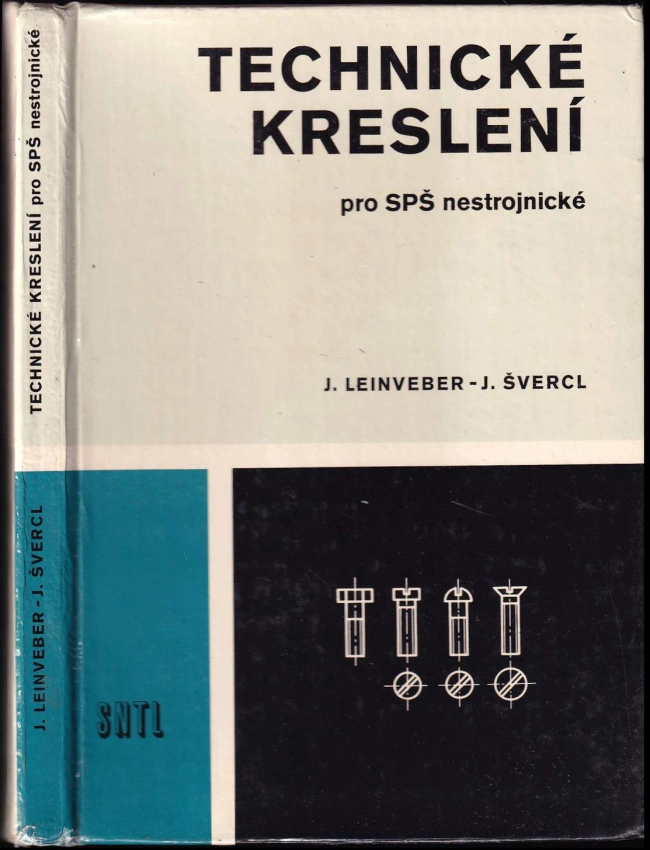 TECHNICKÉ KRESLENÍ pro SPŠ nestrojnické
J. LEINVEBER - J. ŠVERCL
TECHNICKÉ
KRESLENÍ
pro SPŠ nestrojnické
J. LEINVEBER - J. ŠVERCL
SNTL